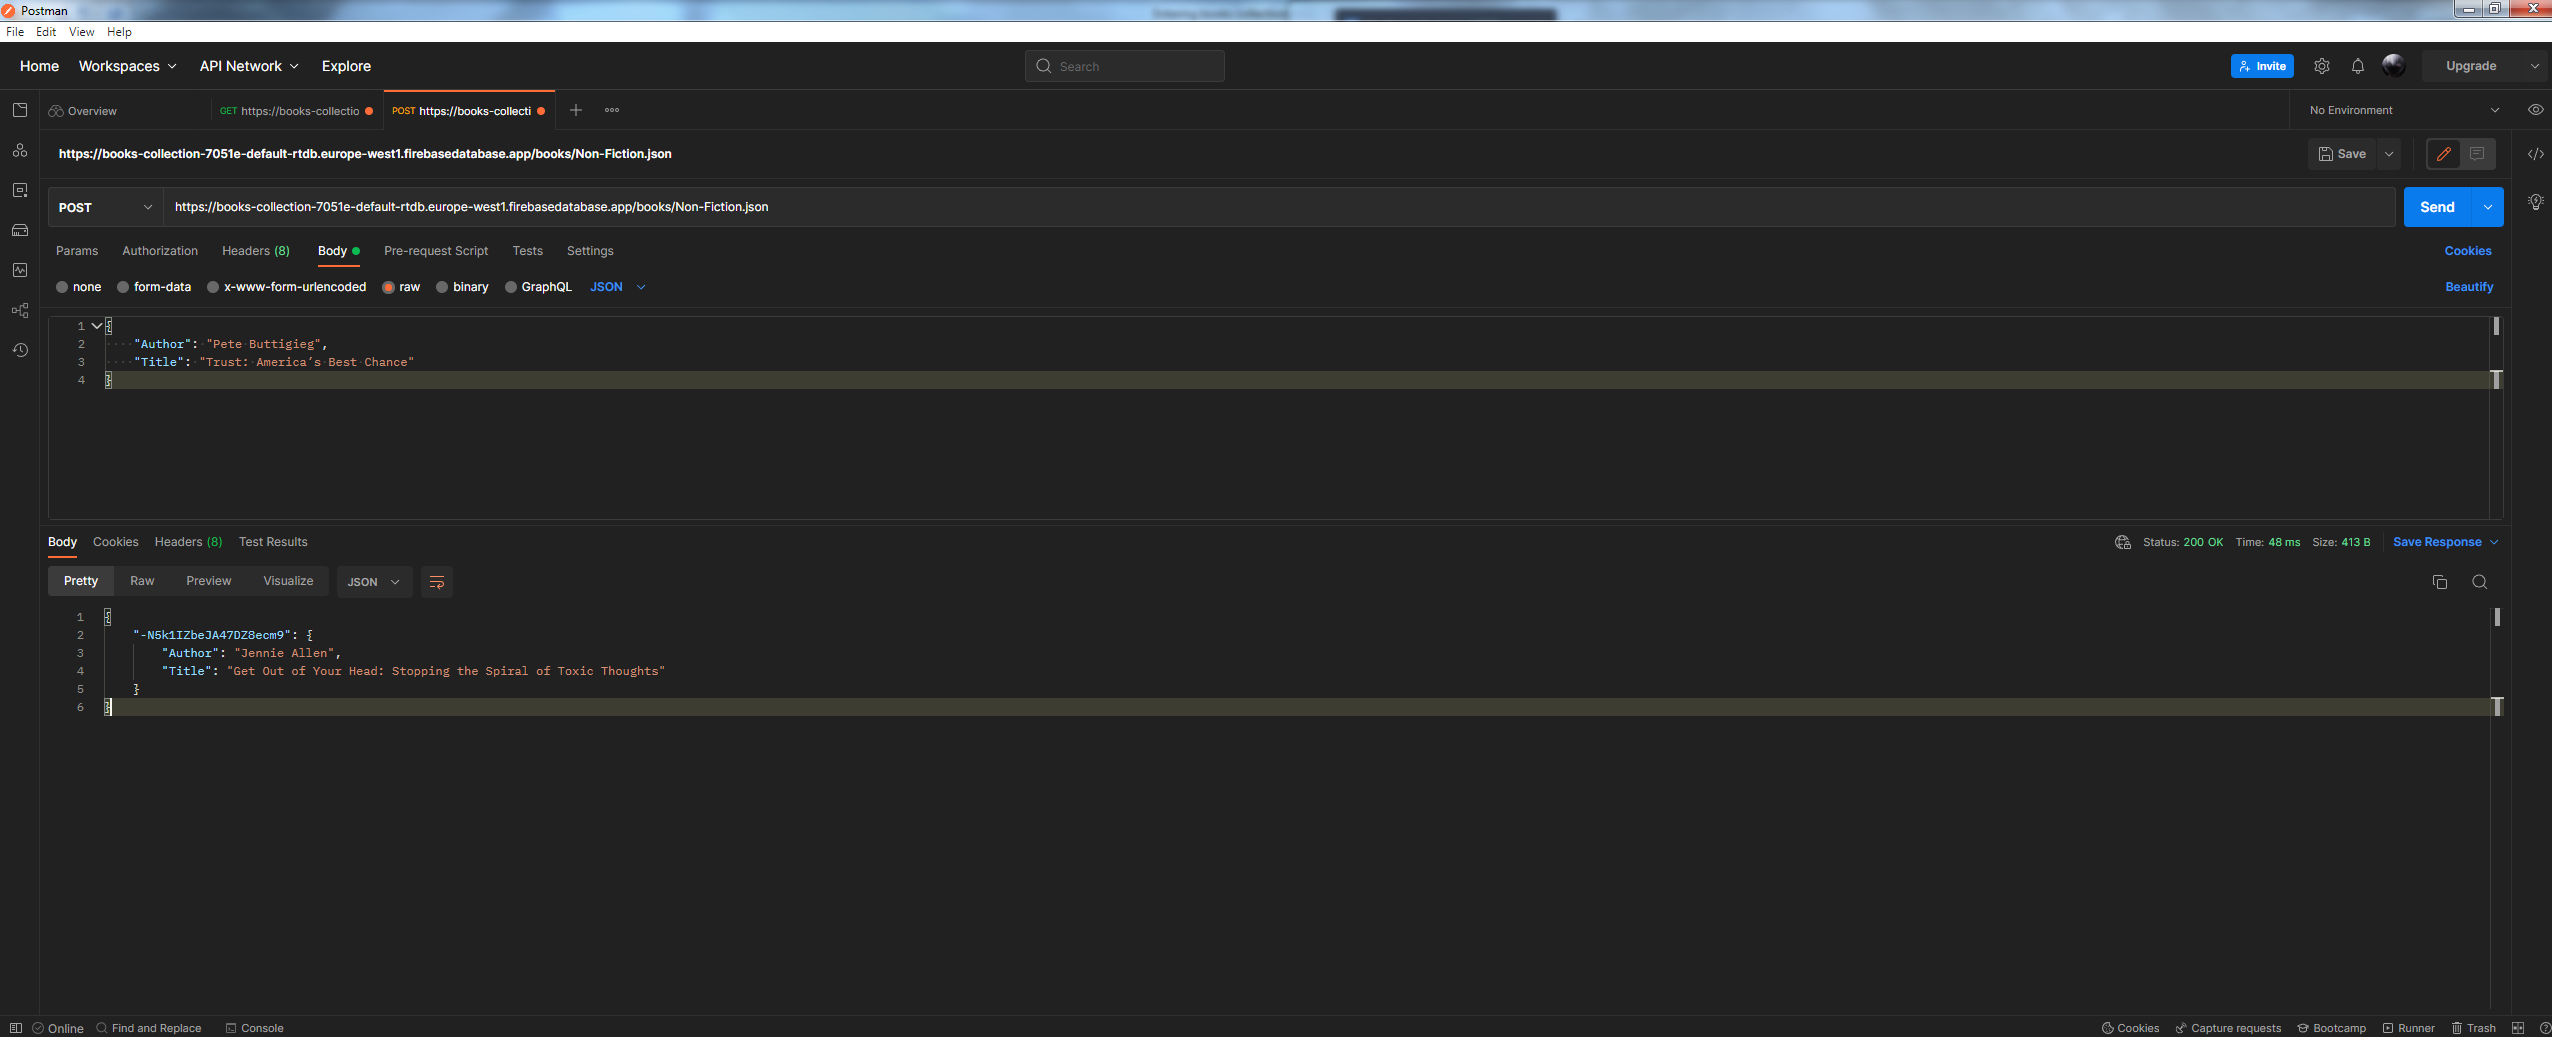 Postman
File Edit View Help
Home Workspaces API Network Explore Search Invite Upgrade
Overview GET https://books-collectio POST https://books-collecti No Environment
https://books-collection-7051e-default-rtdb.europe-west1.firebasedatabase.app/books/Non-Fiction.json Save
POST https://books-collection-7051e-default-rtdb.europe-west1.firebasedatabase.app/books/Non-Fiction.json Send
Params Authorization Headers (8) Body Pre-request Script Tests Settings Cookies
none form-data x-www-form-urlencoded raw binary GraphQL JSON Beautify
1 {
2 "Author": "Pete Buttigieg",
3 "Title": "Trust: America’s Best Chance"
4 }
Body Cookies Headers (8) Test Results Status: 200 OK Time: 48 ms Size: 413 B Save Response
Pretty Raw Preview Visualize JSON
1 {
2 "-N5k1IZbeJA47DZ8ecm9": {
3 "Author": "Jennie Allen",
4 "Title": "Get Out of Your Head: Stopping the Spiral of Toxic Thoughts"
5 }
6 }
Online Find and Replace Console Cookies Capture requests Bootcamp Runner Trash